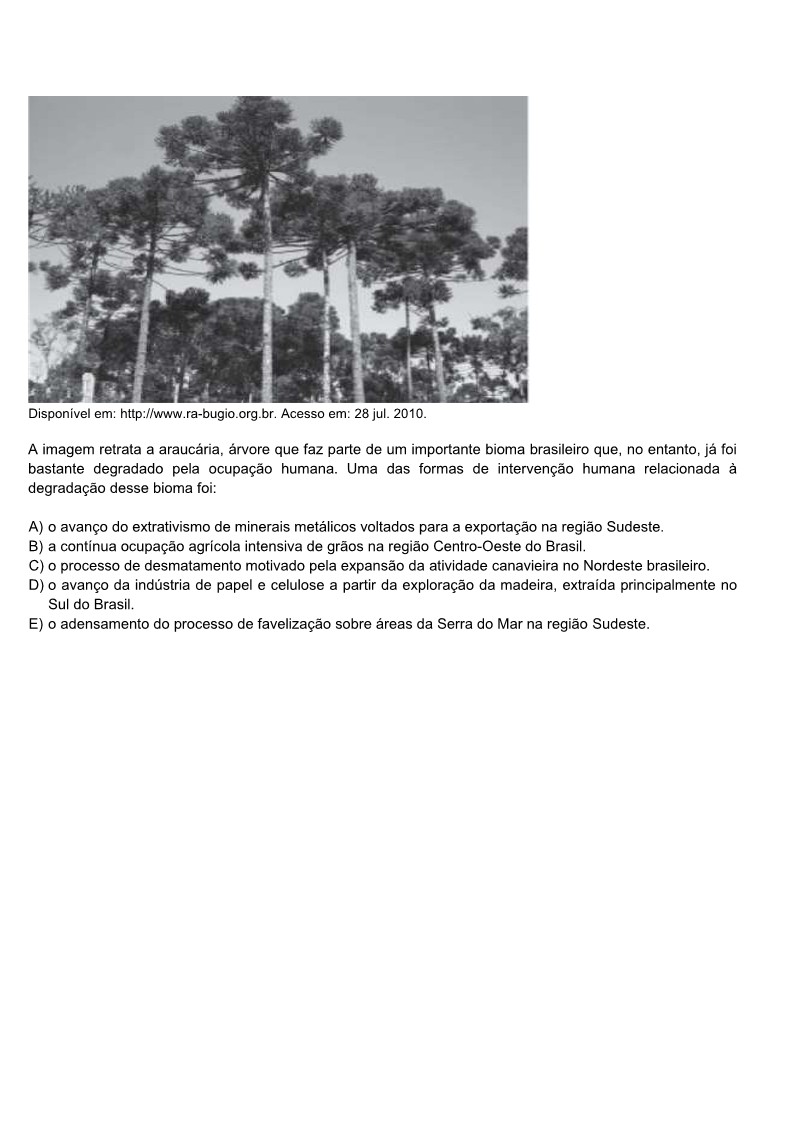 Disponível em: http://www.ra-bugio.org.br. Acesso em: 28 jul. 2010.
A imagem retrata a araucária, árvore que faz parte de um importante bioma brasileiro que, no entanto, já foi
bastante degradado pela ocupação humana. Uma das formas de intervenção humana relacionada à
degradação desse bioma foi:
A) o avanço do extrativismo de minerais metálicos voltados para a exportação na região Sudeste.
B) a contínua ocupação agrícola intensiva de grãos na região Centro-Oeste do Brasil.
C) o processo de desmatamento motivado pela expansão da atividade canavieira no Nordeste brasileiro.
D) o avanço da indústria de papel e celulose a partir da exploração da madeira, extraída principalmente no
Sul do Brasil.
E) o adensamento do processo de favelização sobre áreas da Serra do Mar na região Sudeste.